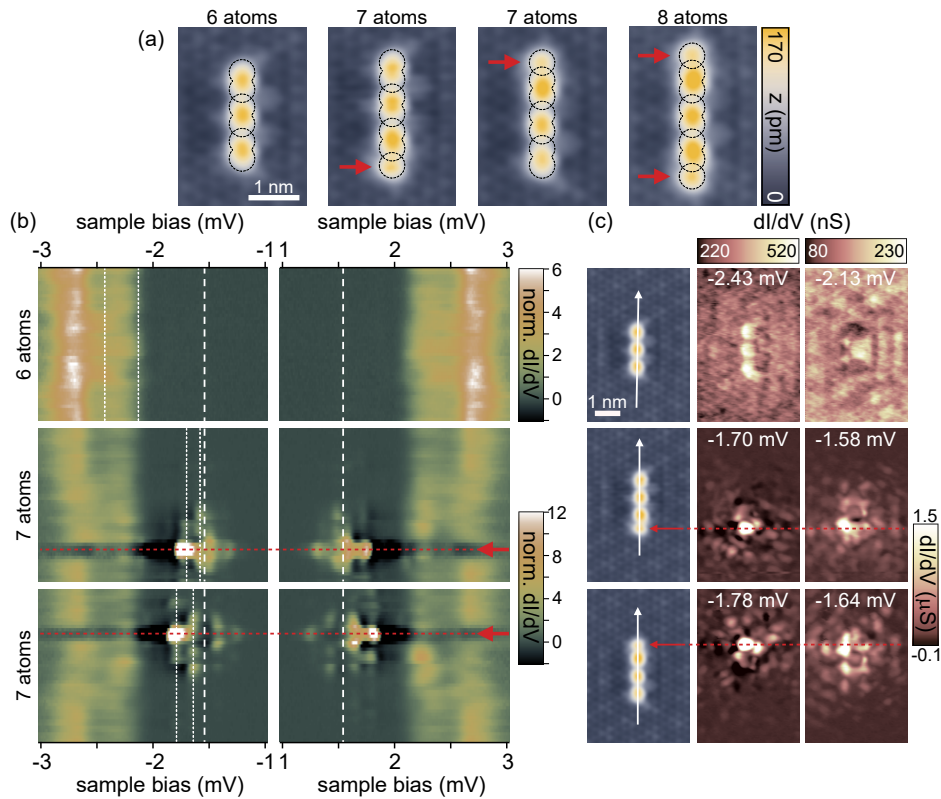 6 atoms 7 atoms 7 atoms 8 atoms
(a)
170
z (pm)
0
1 nm
(b) sample bias (mV) sample bias (mV) (c) dI/dV (nS)
-3 -2 -1 1 2 3
220 520 80 230
6 atoms
6
4
2
0
norm. dI/dV
-2.43 mV -2.13 mV
1 nm
7 atoms
12
8
4
0
norm. dI/dV
-1.70 mV -1.58 mV
1.5
dI/dV (µS)
-0.1
7 atoms
-1.78 mV -1.64 mV
-3 -2 -1 1 2 3
sample bias (mV) sample bias (mV)